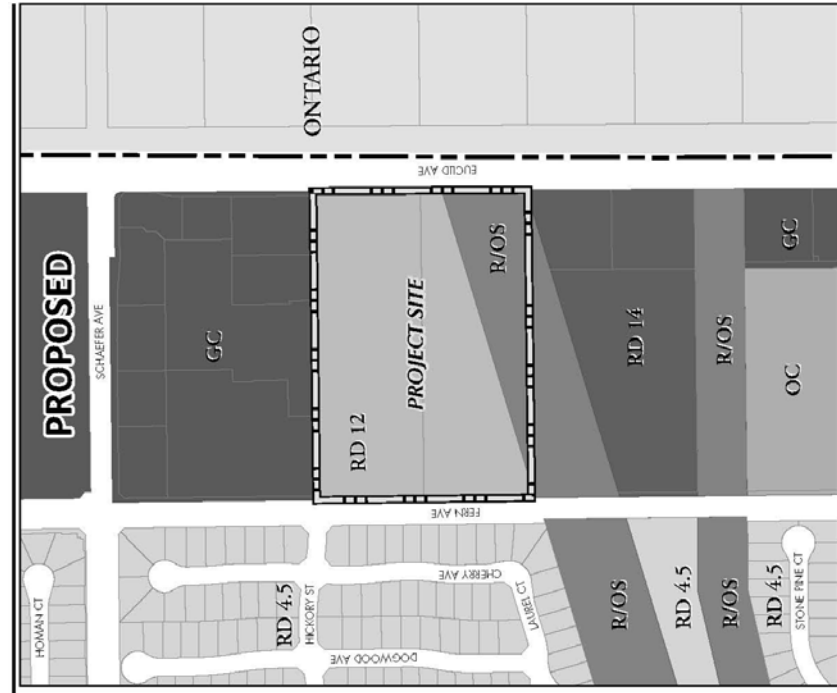 PROPOSED
ONTARIO
EUCLID AVE
SCHAEFER AVE
GC
PROJECT SITE
RD 12
R/OS
RD 14
R/OS
GC
OC
FERN AVE
HOMAN CT
CHERRY AVE
HICKORY ST
RD 4.5
DOGWOOD AVE
LAUREL CT
R/OS
RD 4.5
R/OS
RD 4.5
STONE PINE CT